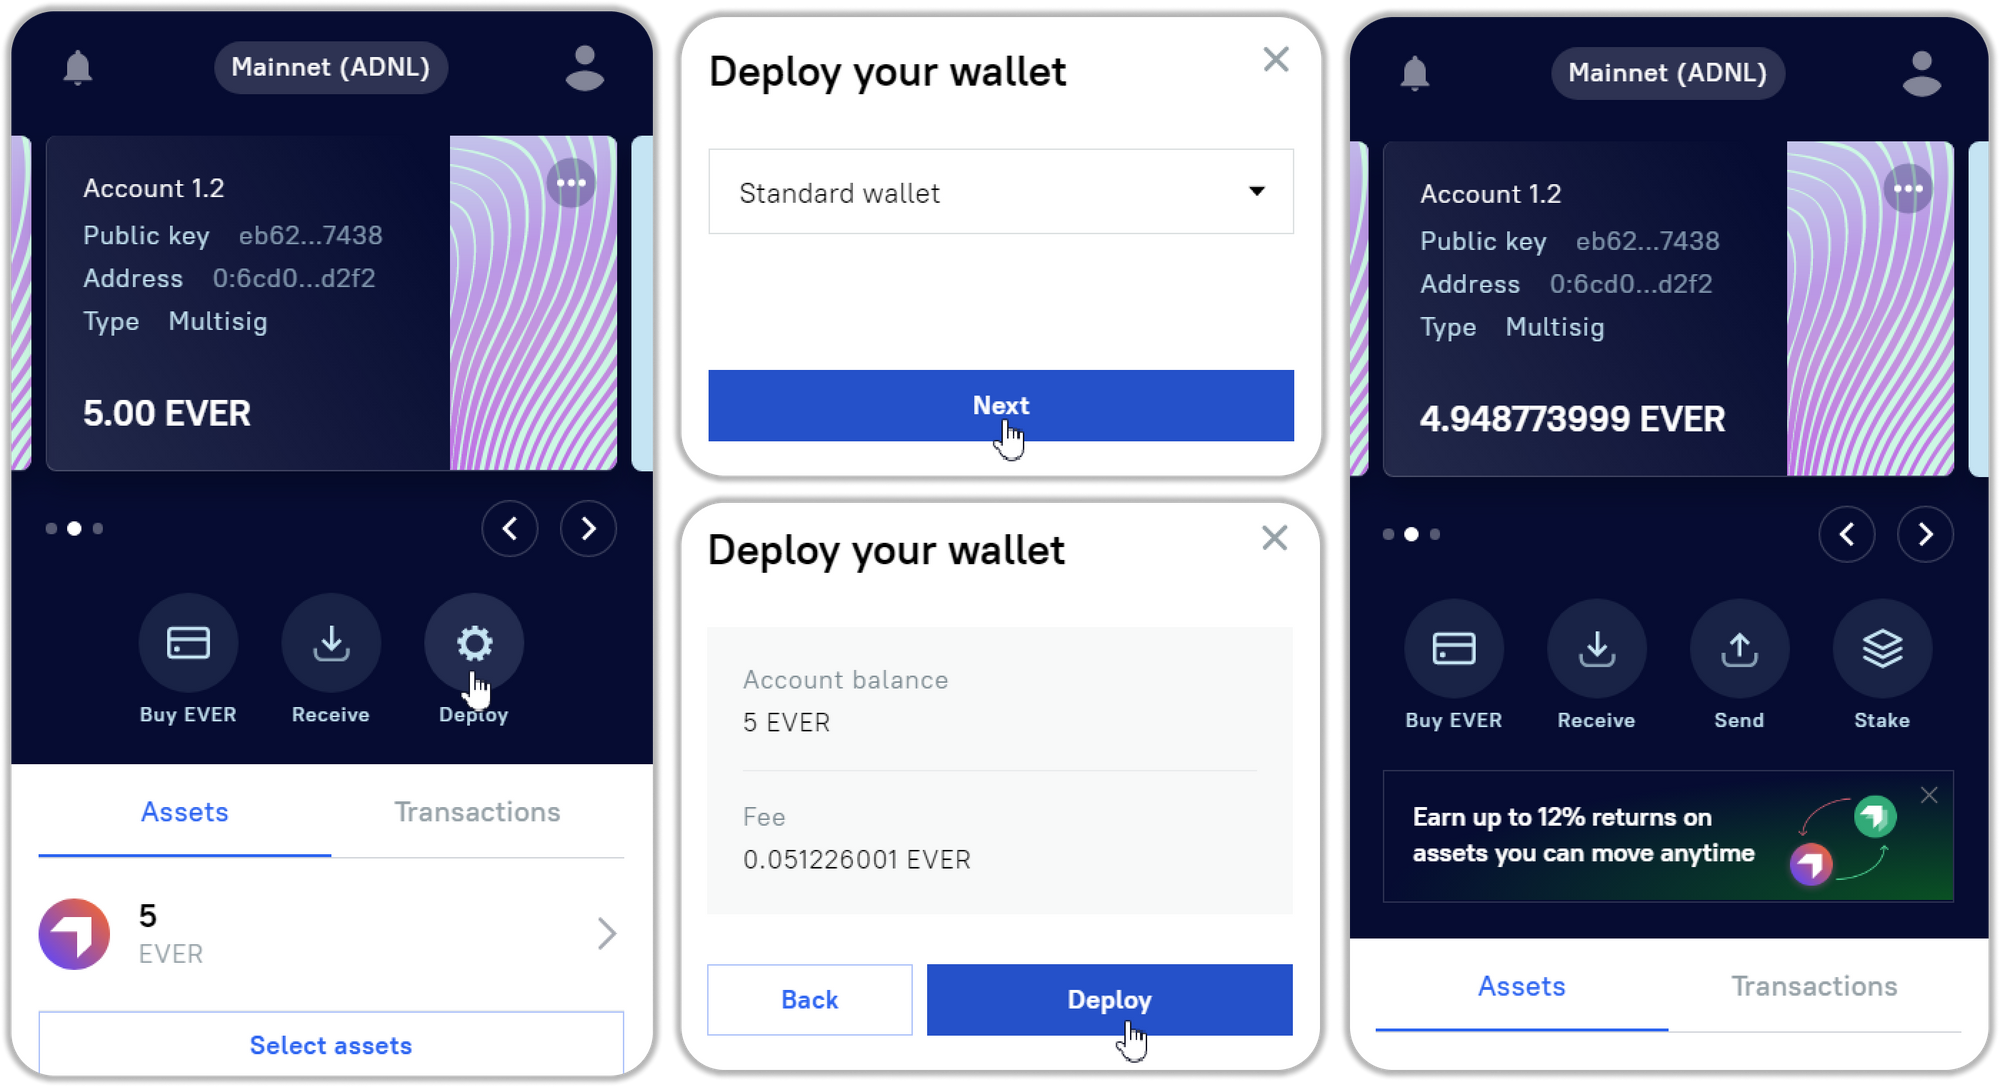 Mainnet (ADNL)
Account 1.2
Public key eb62...7438
Address 0:6cd0...d2f2
Type Multisig
5.00 EVER
Buy EVER
Receive
Deploy
Assets
Transactions
5
EVER
Select assets
Deploy your wallet
Standard wallet
Next
Deploy your wallet
Account balance
5 EVER
Fee
0.051226001 EVER
Back
Deploy
Mainnet (ADNL)
Account 1.2
Public key eb62...7438
Address 0:6cd0...d2f2
Type Multisig
4.948773999 EVER
Buy EVER
Receive
Send
Stake
Earn up to 12% returns on
assets you can move anytime
Assets
Transactions